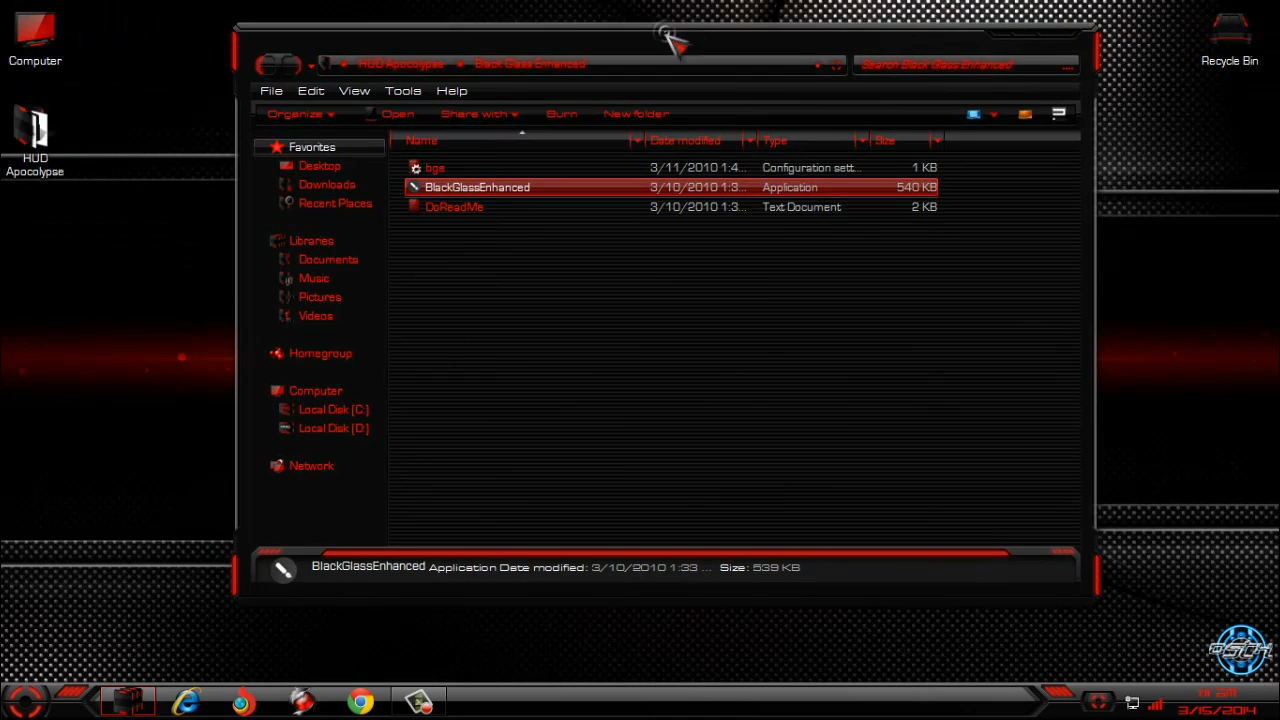 Computer
HUD Apocolypse
Recycle Bin
HUD Apocolypse Black Glass Enhanced
Search Black Glass Enhanced
File Edit View Tools Help
Organize Open Share with Burn New folder
Name Date modified Type Size
Favorites
Desktop
Downloads
Recent Places
Libraries
Documents
Music
Pictures
Videos
Homegroup
Computer
Local Disk [C:]
Local Disk [D:]
Network
bge 3/11/2010 1:4... Configuration sett... 1 KB
BlackGlassEnhanced 3/10/2010 1:3... Application 540 KB
DoReadMe 3/10/2010 1:3... Text Document 2 KB
BlackGlassEnhanced Application Date modified: 3/10/2010 1:33 ... Size: 539 KB
3/15/2014